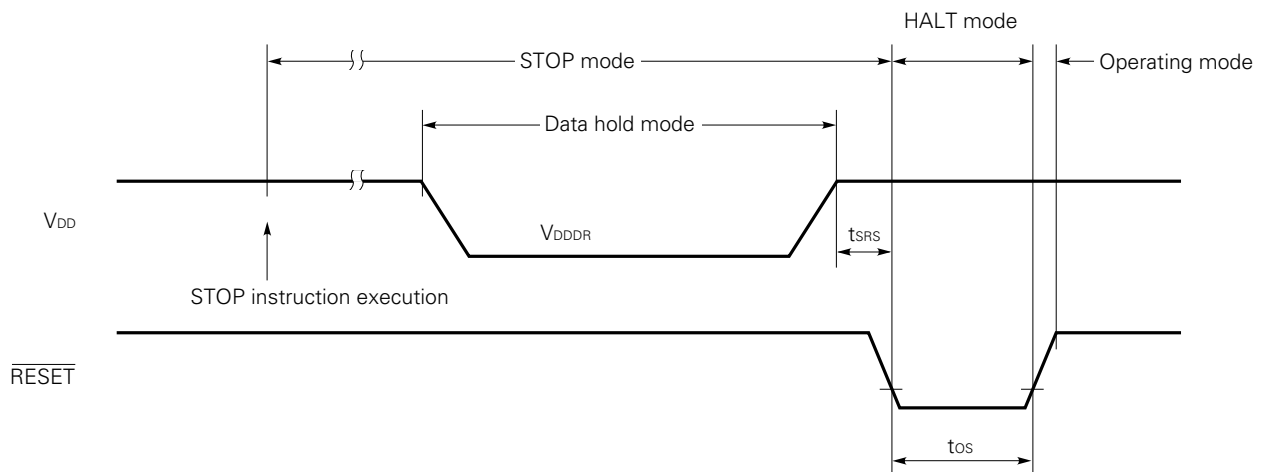 HALT mode
STOP mode
Operating mode
Data hold mode
VDD
VDDDR
tSRS
STOP instruction execution
RESET
tOS